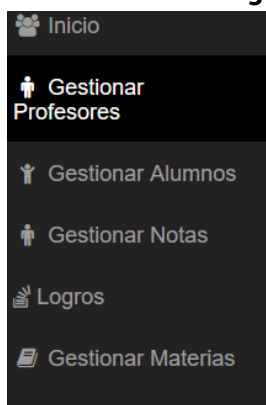 Inicio
Gestionar
Profesores
Gestionar Alumnos
Gestionar Notas
Logros
Gestionar Materias